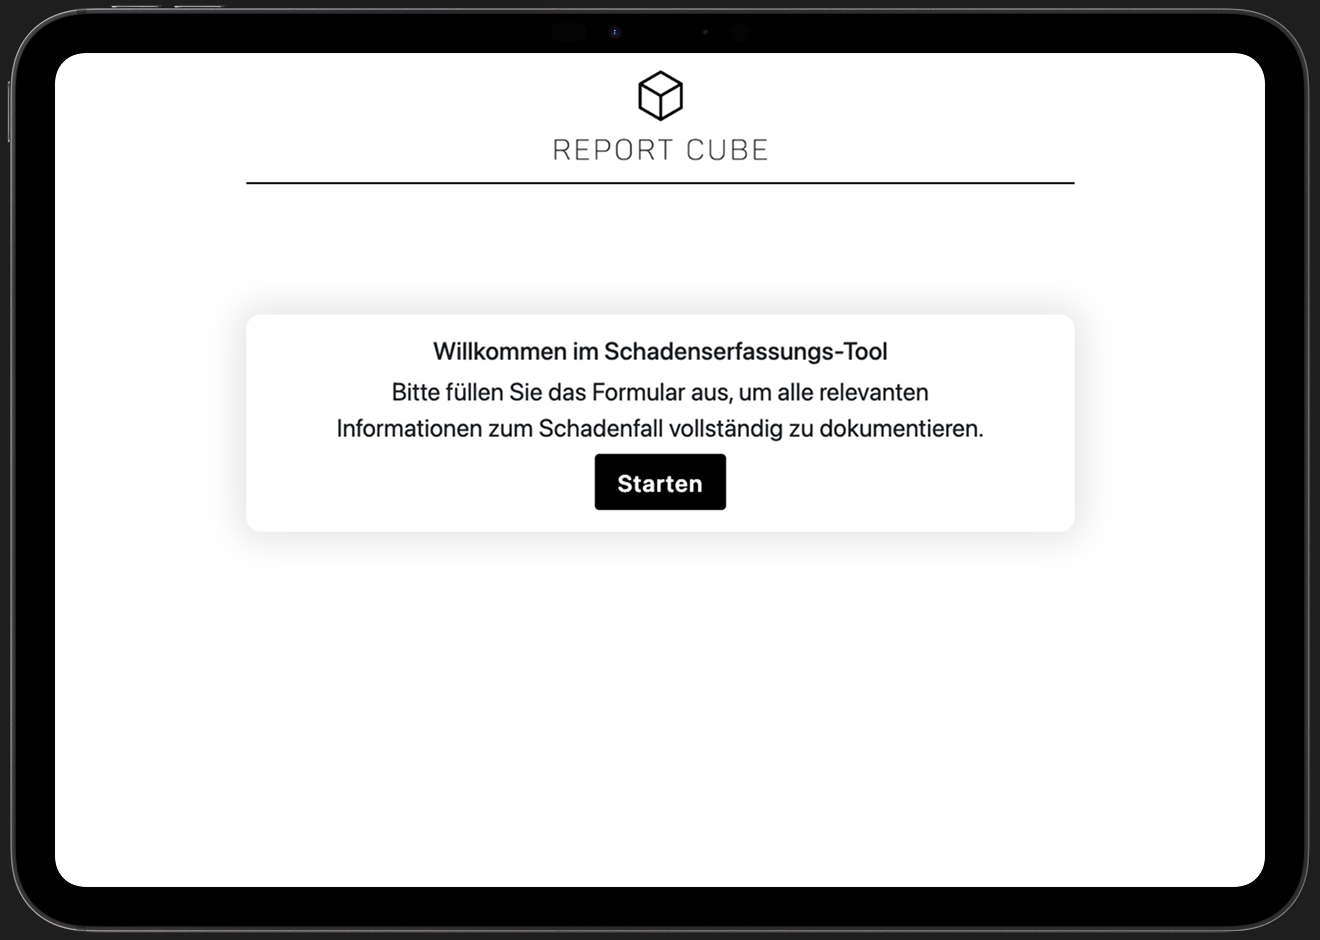 REPORT CUBE
Willkommen im Schadenserfassungs-Tool
Bitte füllen Sie das Formular aus, um alle relevanten
Informationen zum Schadenfall vollständig zu dokumentieren.
Starten